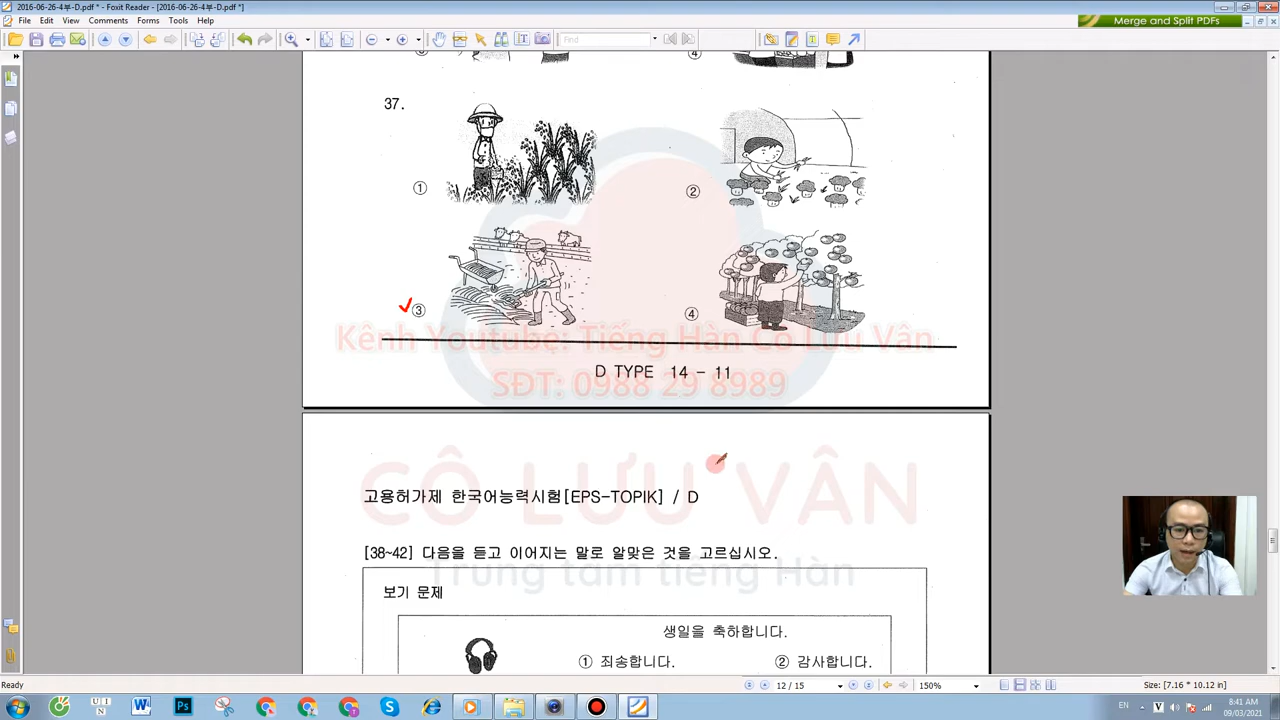 2016-06-26-4부-D.pdf * - Foxit Reader - [2016-06-26-4부-D.pdf *]
File Edit View Comments Forms Tools Help
Merge and Split PDFs
Find
④
37.
① ②
③ ④
Kênh Youtube: Tiếng Hàn Cô Lưu Vân
D TYPE 14 - 11
SĐT: 0988 29 8989
CÔ LƯU VÂN
고용허가제 한국어능력시험[EPS-TOPIK] / D
[38~42] 다음을 듣고 이어지는 말로 알맞은 것을 고르십시오.
Trung tâm tiếng Hàn
보기 문제
생일을 축하합니다.
① 죄송합니다. ② 감사합니다.
Ready 12 / 15 150% Size: [7.16 * 10.12 in]
EN 8:41 AM
09/03/2021